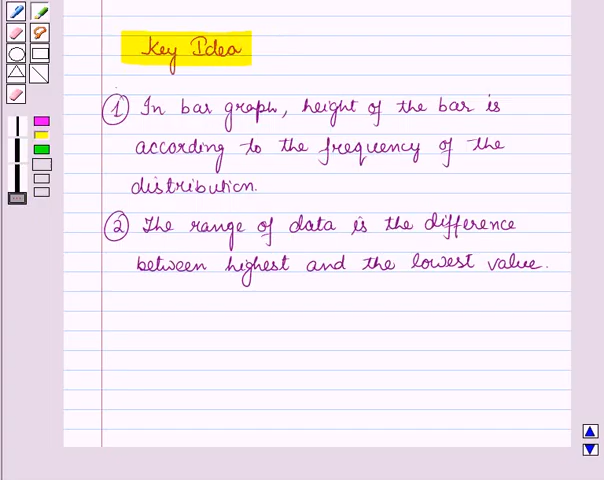 Key Idea
① In bar graph, height of the bar is
according to the frequency of the
distribution.
② The range of data is the difference
between highest and the lowest value.